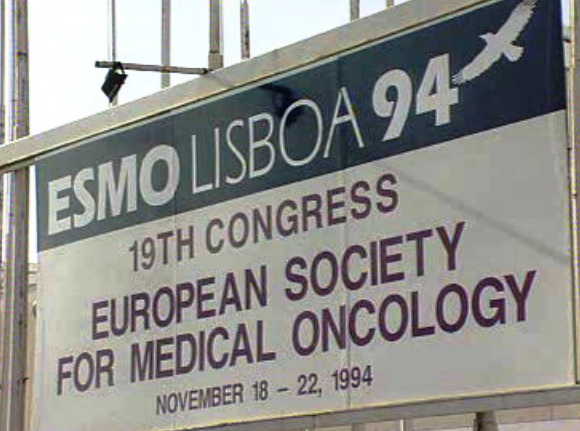 ESMO LISBOA 94
19TH CONGRESS
EUROPEAN SOCIETY
FOR MEDICAL ONCOLOGY
NOVEMBER 18 – 22, 1994